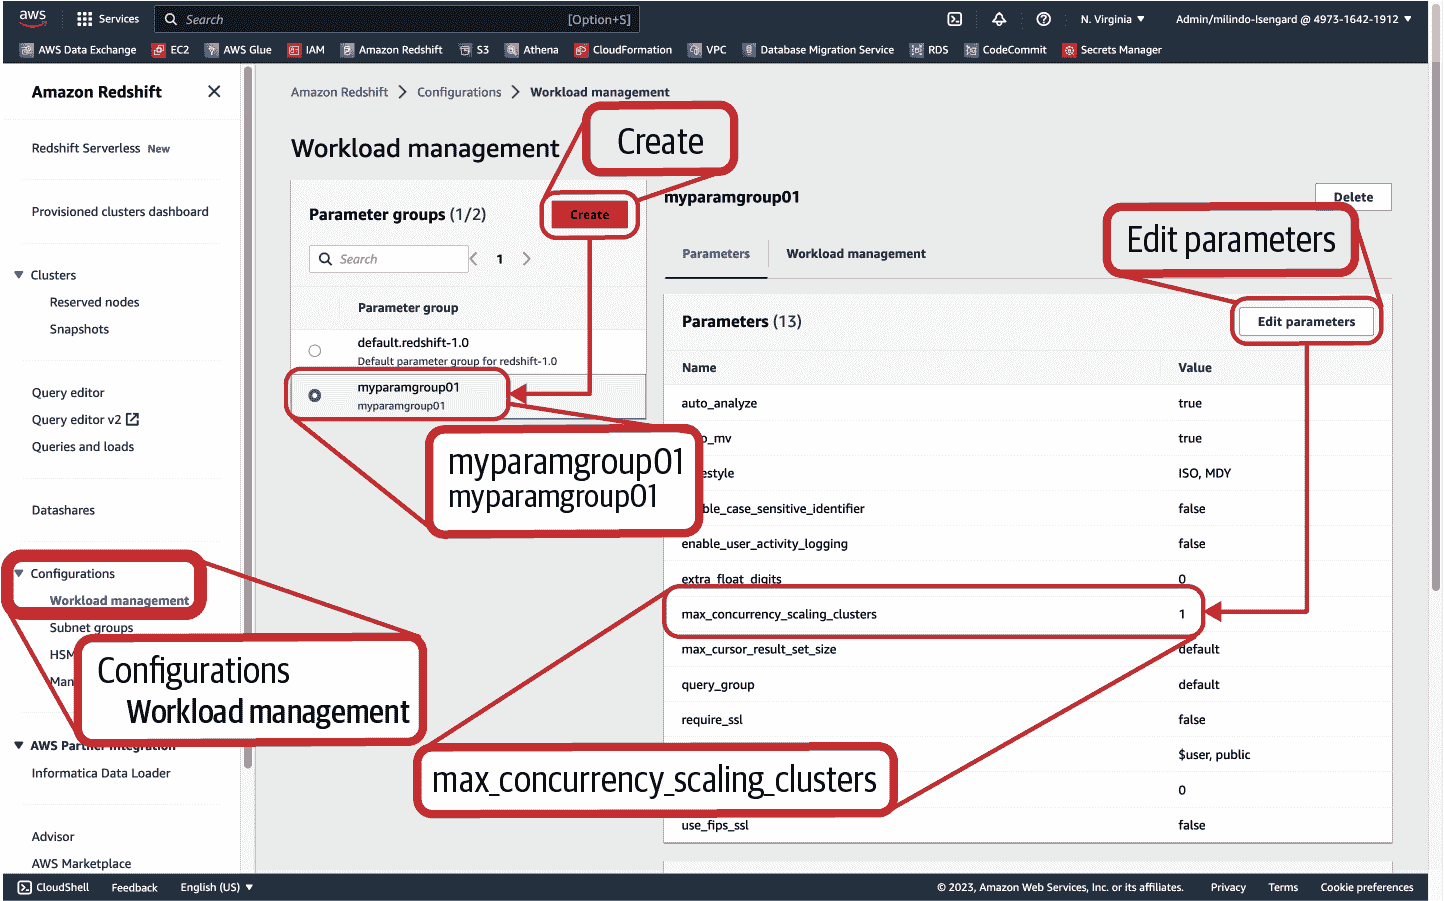 aws
Services
Search
[Option+S]
N. Virginia
Admin/milindo-Isengard @ 4973-1642-1912
AWS Data Exchange
EC2
AWS Glue
IAM
Amazon Redshift
S3
Athena
CloudFormation
VPC
Database Migration Service
RDS
CodeCommit
Secrets Manager
Amazon Redshift
Redshift Serverless New
Provisioned clusters dashboard
Clusters
Reserved nodes
Snapshots
Query editor
Query editor v2
Queries and loads
Datashares
Configurations
Workload management
Subnet groups
HSM
Man
Configurations
Workload management
AWS Partner Integration
Informatica Data Loader
Advisor
AWS Marketplace
Amazon Redshift > Configurations > Workload management
Workload management
Create
Parameter groups (1/2)
Create
Search
1
Parameter group
default.redshift-1.0
Default parameter group for redshift-1.0
myparamgroup01
myparamgroup01
myparamgroup01
myparamgroup01
myparamgroup01
Delete
Edit parameters
Parameters
Workload management
Parameters (13)
Edit parameters
Name Value
auto_analyze true
o_mv true
estyle ISO, MDY
ble_case_sensitive_identifier false
enable_user_activity_logging false
extra_float_digits 0
max_concurrency_scaling_clusters 1
max_cursor_result_set_size default
query_group default
require_ssl false
$user, public
max_concurrency_scaling_clusters
0
use_fips_ssl false
CloudShell
Feedback
English (US)
© 2023, Amazon Web Services, Inc. or its affiliates.
Privacy
Terms
Cookie preferences